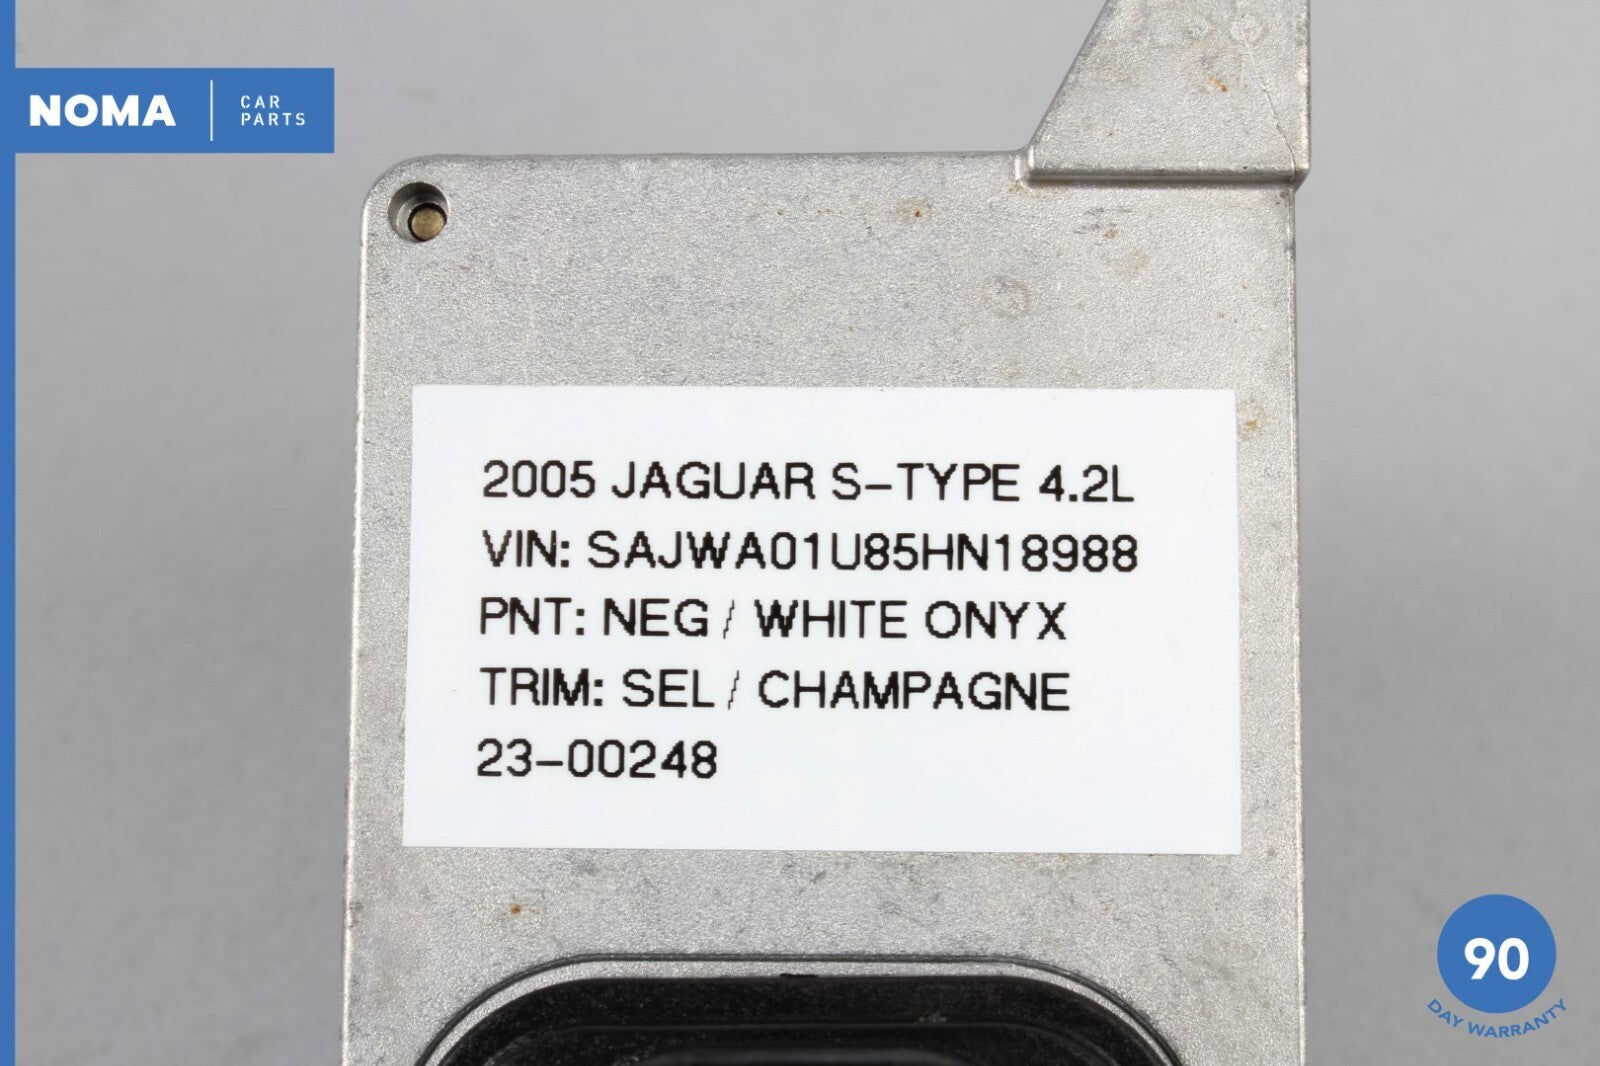 NOMA
CAR
PARTS
2005 JAGUAR S-TYPE 4.2L
VIN: SAJWA01U85HN18988
PNT: NEG / WHITE ONYX
TRIM: SEL / CHAMPAGNE
23-00248
90
DAY WARRANTY